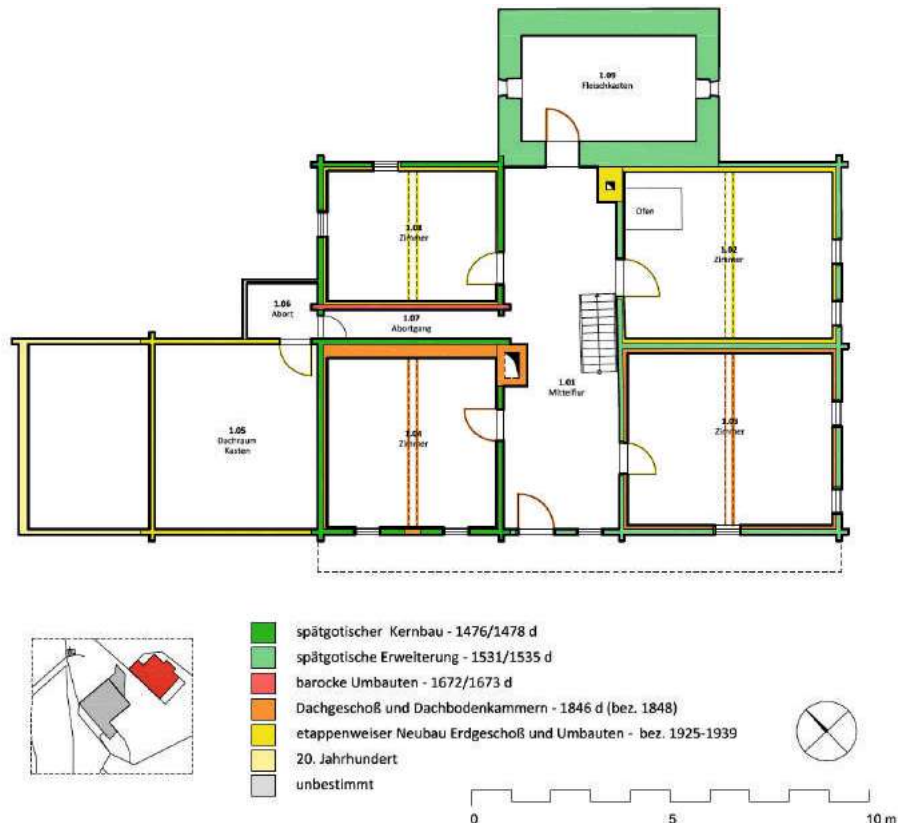 1.09
Fleischkasten
1.08
Zimmer
Ofen
1.02
Zimmer
1.06
Abort
1.07
Abortgang
1.01
Mittelflur
1.05
Dachraum
Kasten
1.04
Zimmer
1.03
Zimmer
spätgotischer Kernbau - 1476/1478 d
spätgotische Erweiterung - 1531/1535 d
barocke Umbauten - 1672/1673 d
Dachgeschoß und Dachbodenkammern - 1846 d (bez. 1848)
etappenweiser Neubau Erdgeschoß und Umbauten - bez. 1925-1939
20. Jahrhundert
unbestimmt
0 5 10 m